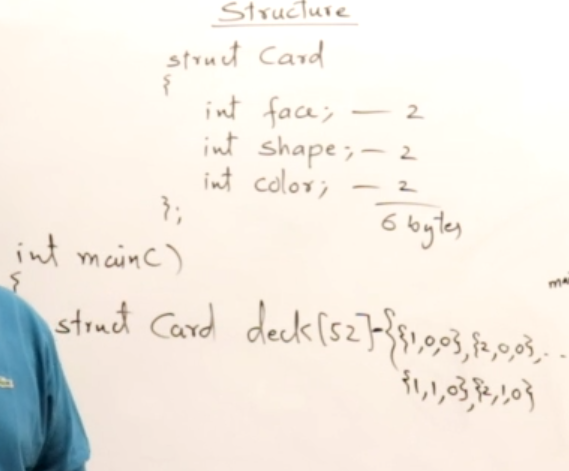 Structure
struct Card
{
int face; — 2
int shape; — 2
int color; — 2
};
6 bytes
int main()
{
struct Card deck[52]={{1,0,0},{2,0,0},...
{1,1,0},{2,1,0}